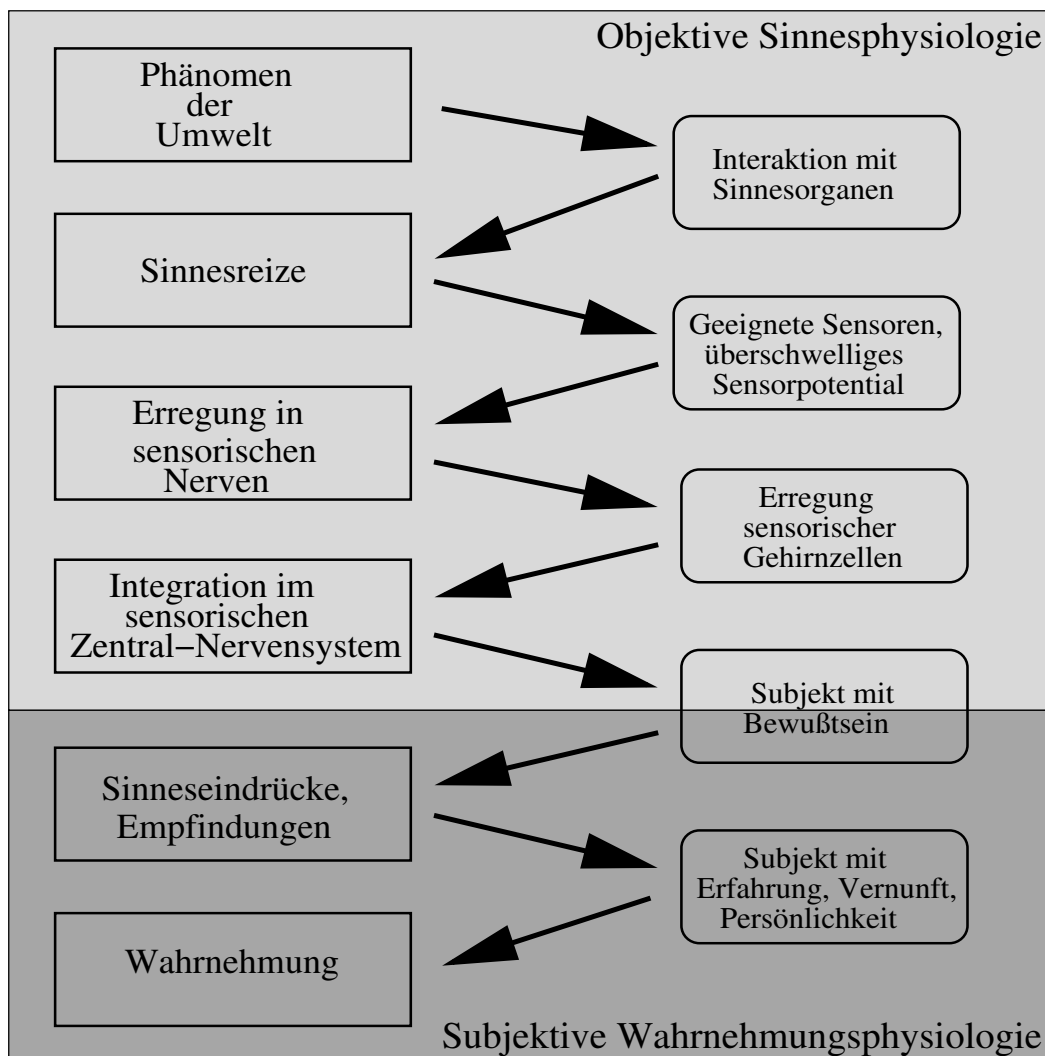 Objektive Sinnesphysiologie
Phänomen
der
Umwelt
Interaktion mit
Sinnesorganen
Sinnesreize
Geeignete Sensoren,
überschwelliges
Sensorpotential
Erregung in
sensorischen
Nerven
Erregung
sensorischer
Gehirnzellen
Integration im
sensorischen
Zentral−Nervensystem
Subjekt mit
Bewußtsein
Sinneseindrücke,
Empfindungen
Subjekt mit
Erfahrung, Vernunft,
Persönlichkeit
Wahrnehmung
Subjektive Wahrnehmungsphysiologie